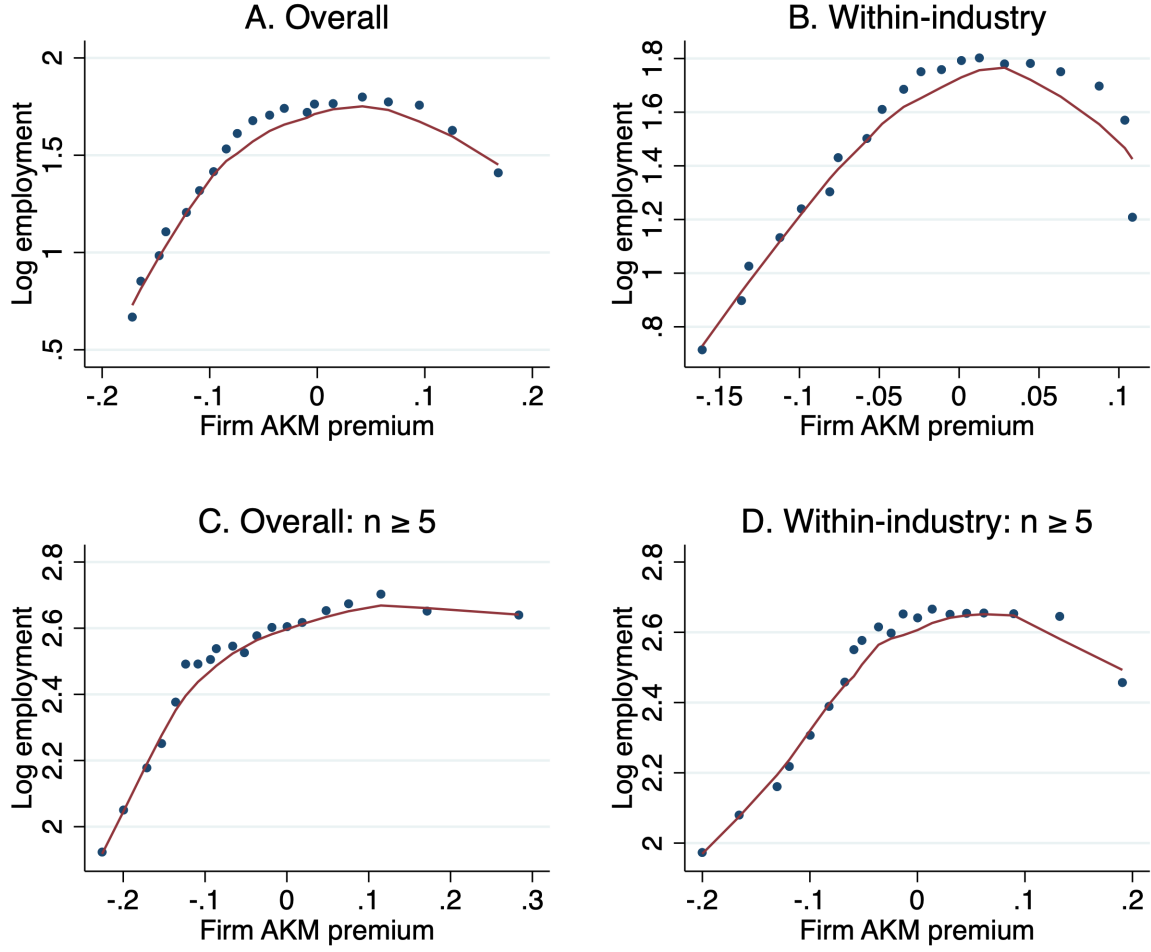 A. Overall
Log employment
2
1.5
1
.5
-.2 -.1 0 .1 .2
Firm AKM premium
B. Within-industry
Log employment
1.8
1.6
1.4
1.2
1
.8
-.15 -.1 -.05 0 .05 .1
Firm AKM premium
C. Overall: n ≥ 5
Log employment
2.8
2.6
2.4
2.2
2
-.2 -.1 0 .1 .2 .3
Firm AKM premium
D. Within-industry: n ≥ 5
Log employment
2.8
2.6
2.4
2.2
2
-.2 -.1 0 .1 .2
Firm AKM premium